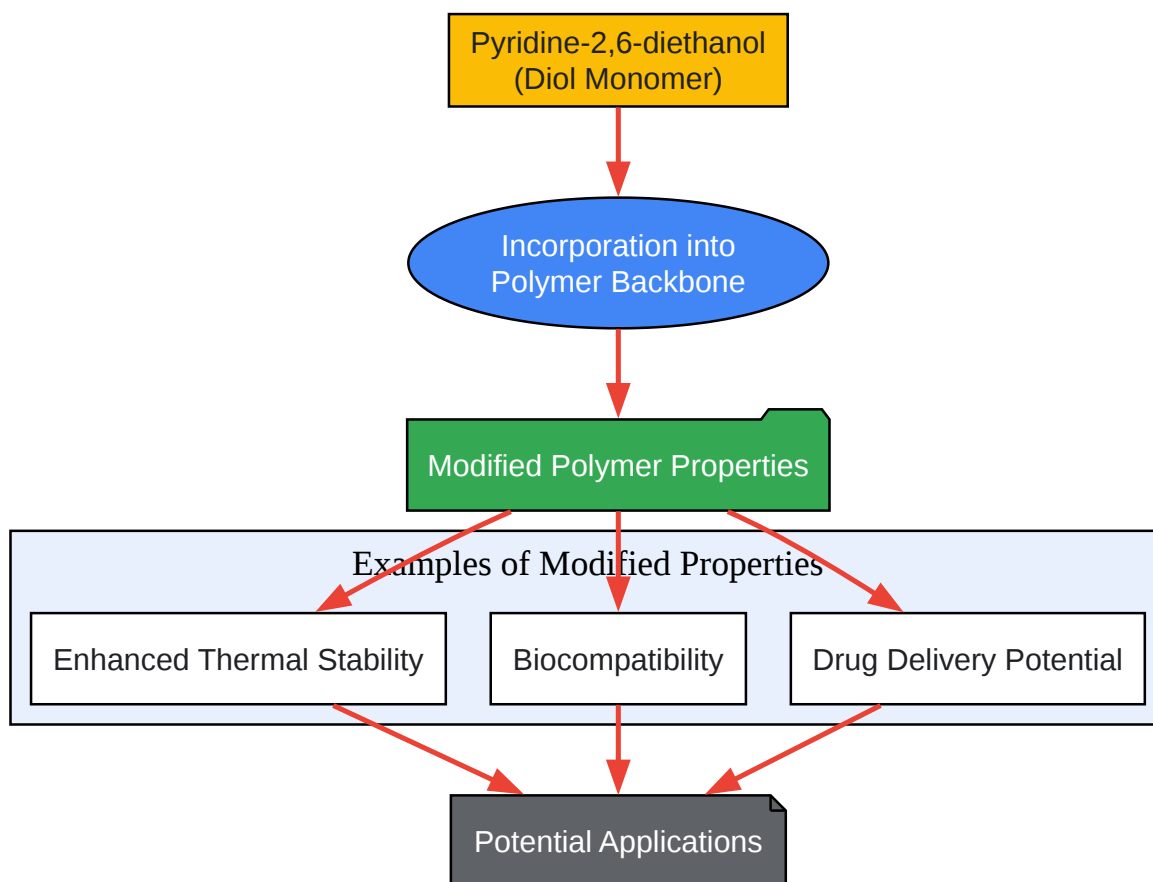 Pyridine-2,6-diethanol
(Diol Monomer)
Incorporation into
Polymer Backbone
Modified Polymer Properties
Examples of Modified Properties
Enhanced Thermal Stability
Biocompatibility
Drug Delivery Potential
Potential Applications